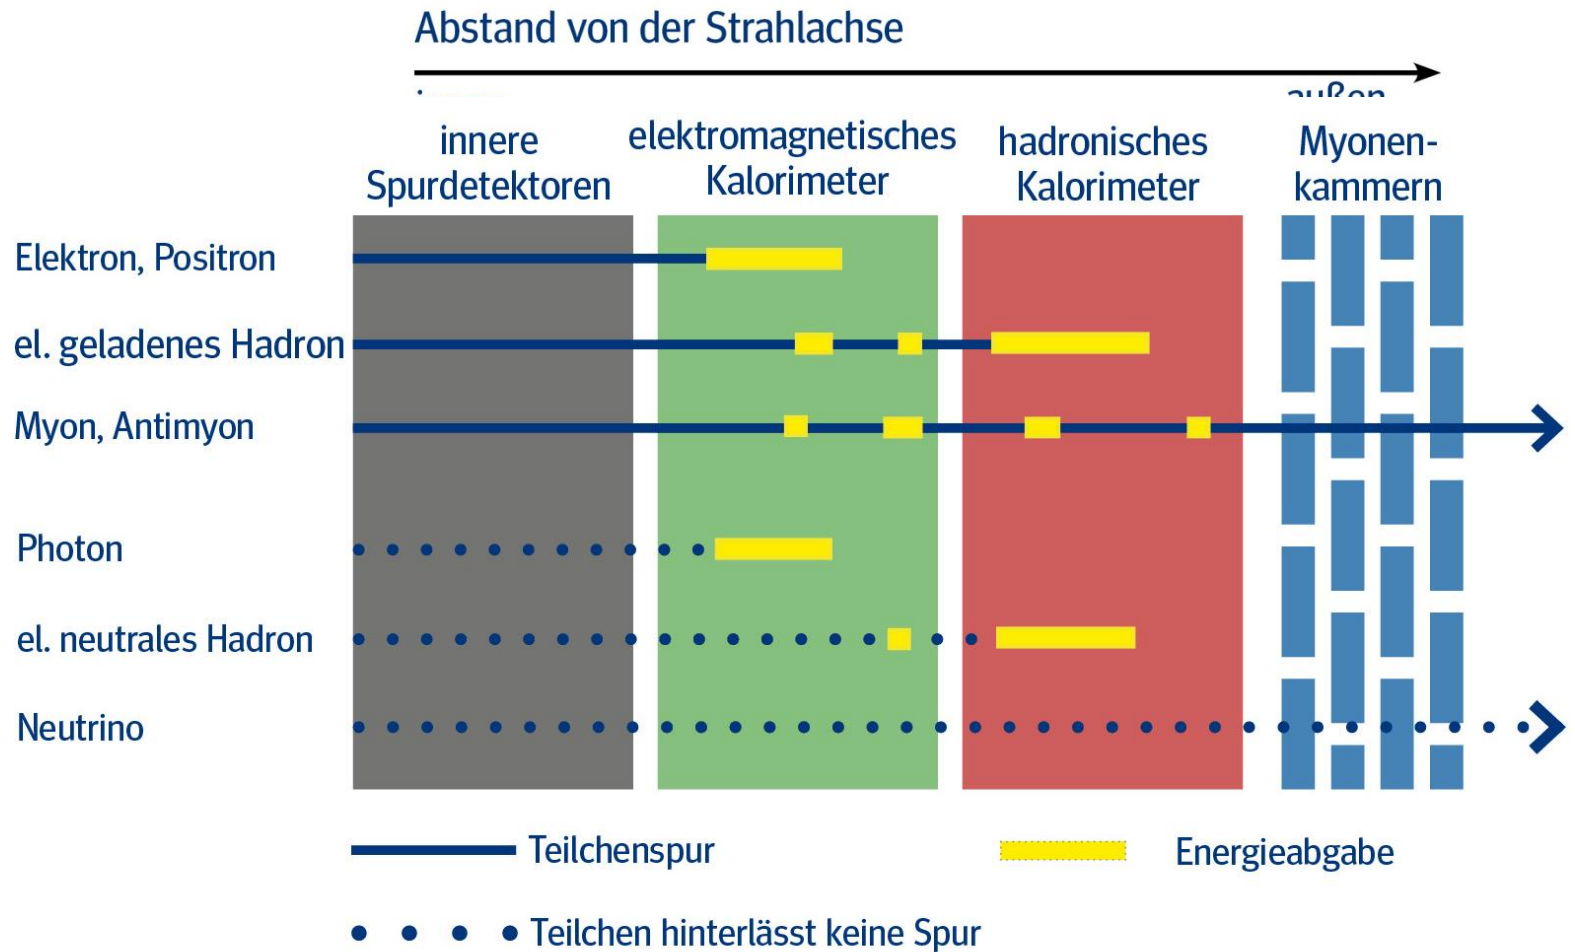 Abstand von der Strahlachse
außen
innere
Spurdetektoren
elektromagnetisches
Kalorimeter
hadronisches
Kalorimeter
Myonen-
kammern
Elektron, Positron
el. geladenes Hadron
Myon, Antimyon
Photon
el. neutrales Hadron
Neutrino
Teilchenspur
Energieabgabe
Teilchen hinterlässt keine Spur